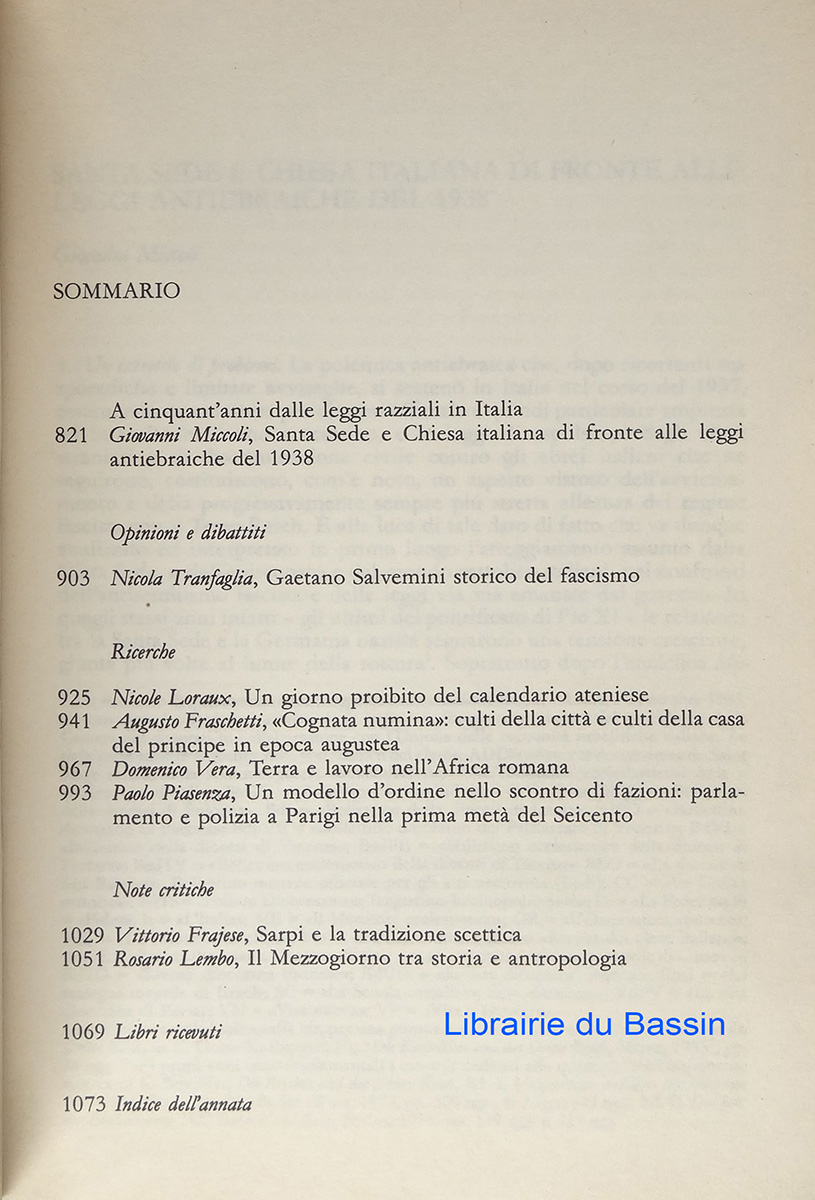 SOMMARIO
A cinquant'anni dalle leggi razziali in Italia
821 Giovanni Miccoli, Santa Sede e Chiesa italiana di fronte alle leggi
antiebraiche del 1938
Opinioni e dibattiti
903 Nicola Tranfaglia, Gaetano Salvemini storico del fascismo
Ricerche
925 Nicole Loraux, Un giorno proibito del calendario ateniese
941 Augusto Fraschetti, «Cognata numina»: culti della città e culti della casa
del principe in epoca augustea
967 Domenico Vera, Terra e lavoro nell'Africa romana
993 Paolo Piasenza, Un modello d'ordine nello scontro di fazioni: parla-
mento e polizia a Parigi nella prima metà del Seicento
Note critiche
1029 Vittorio Frajese, Sarpi e la tradizione scettica
1051 Rosario Lembo, Il Mezzogiorno tra storia e antropologia
1069 Libri ricevuti
Librairie du Bassin
1073 Indice dell'annata